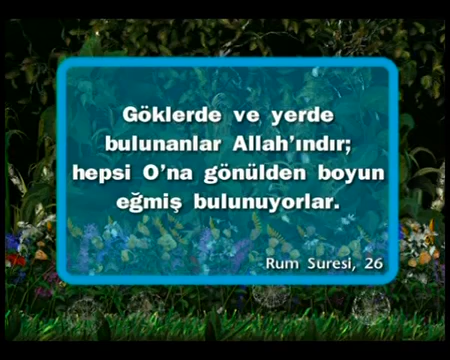 Göklerde ve yerde
bulunanlar Allah'ındır;
hepsi O'na gönülden boyun
eğmiş bulunuyorlar.
Rum Suresi, 26